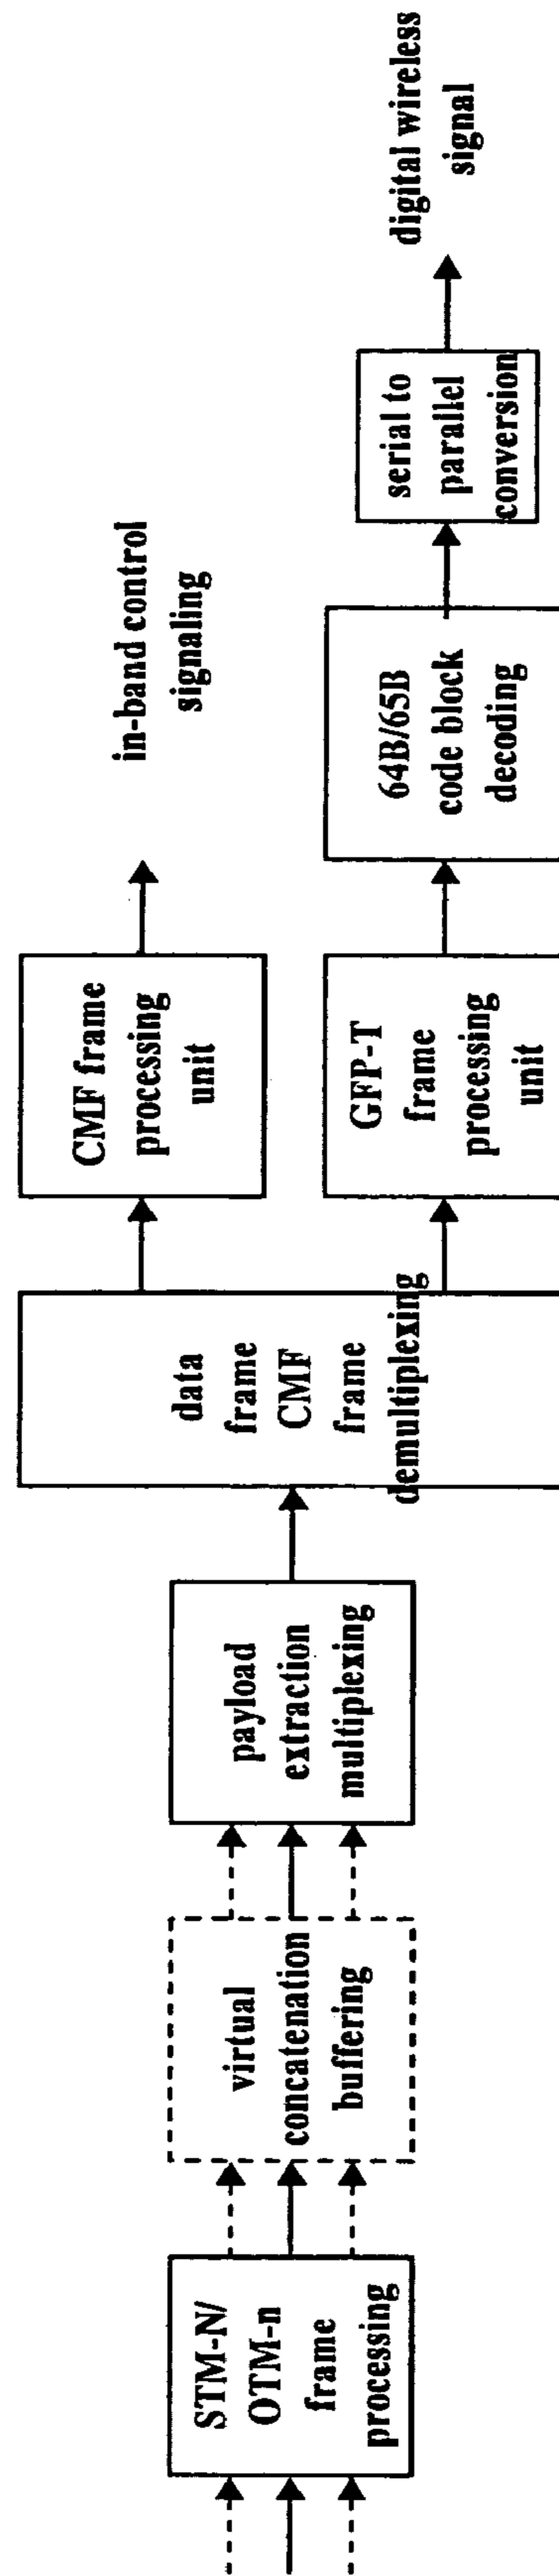 STM-N/
OTM-n
frame
processing
virtual
concatenation
buffering
payload
extraction
multiplexing
data
frame CMF
frame
demultiplexing
CMF frame
processing
unit
in-band control
signaling
GFP-T
frame
processing
unit
64B/65B
code block
decoding
serial to
parallel
conversion
digital wireless
signal